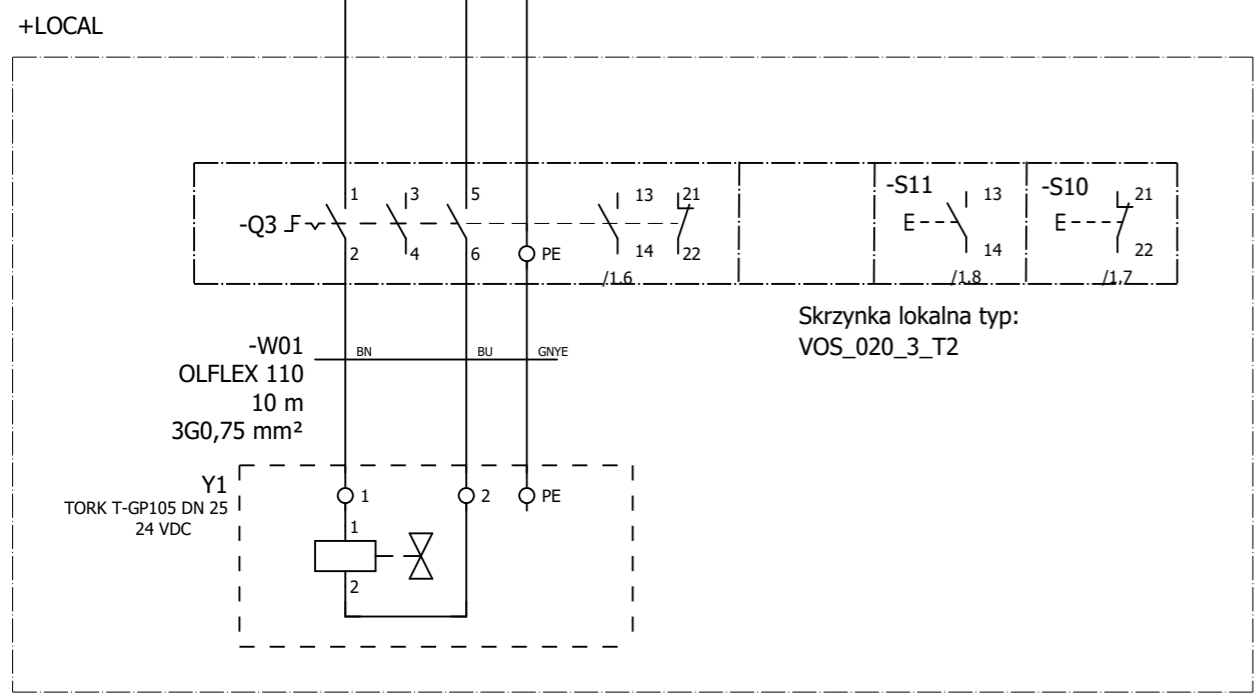 +LOCAL
-Q3
1
3
5
13
21
2
4
6
PE
14
22
/1.6
-S11
13
E
14
/1.8
-S10
21
E
22
/1.7
Skrzynka lokalna typ:
VOS_020_3_T2
-W01
BN
BU
GNYE
OLFLEX 110
10 m
3G0,75 mm²
Y1
TORK T-GP105 DN 25
24 VDC
1
2
PE
1
2